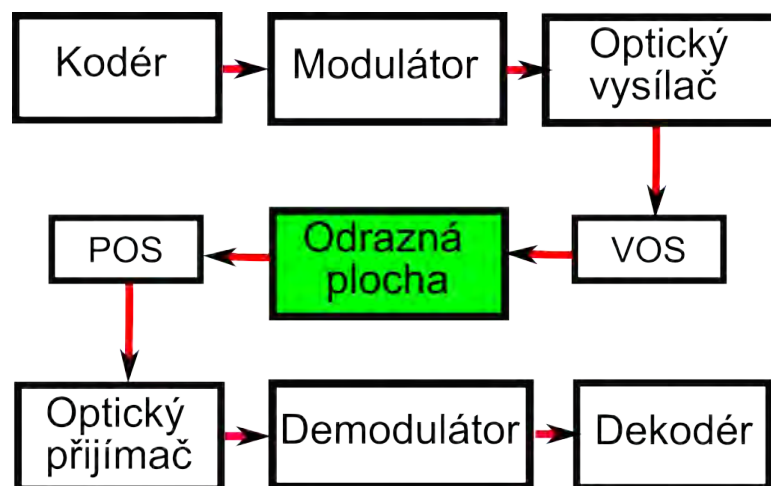 Kodér
Modulátor
Optický
vysílač
POS
Odrazná
plocha
VOS
Optický
přijímač
Demodulátor
Dekodér